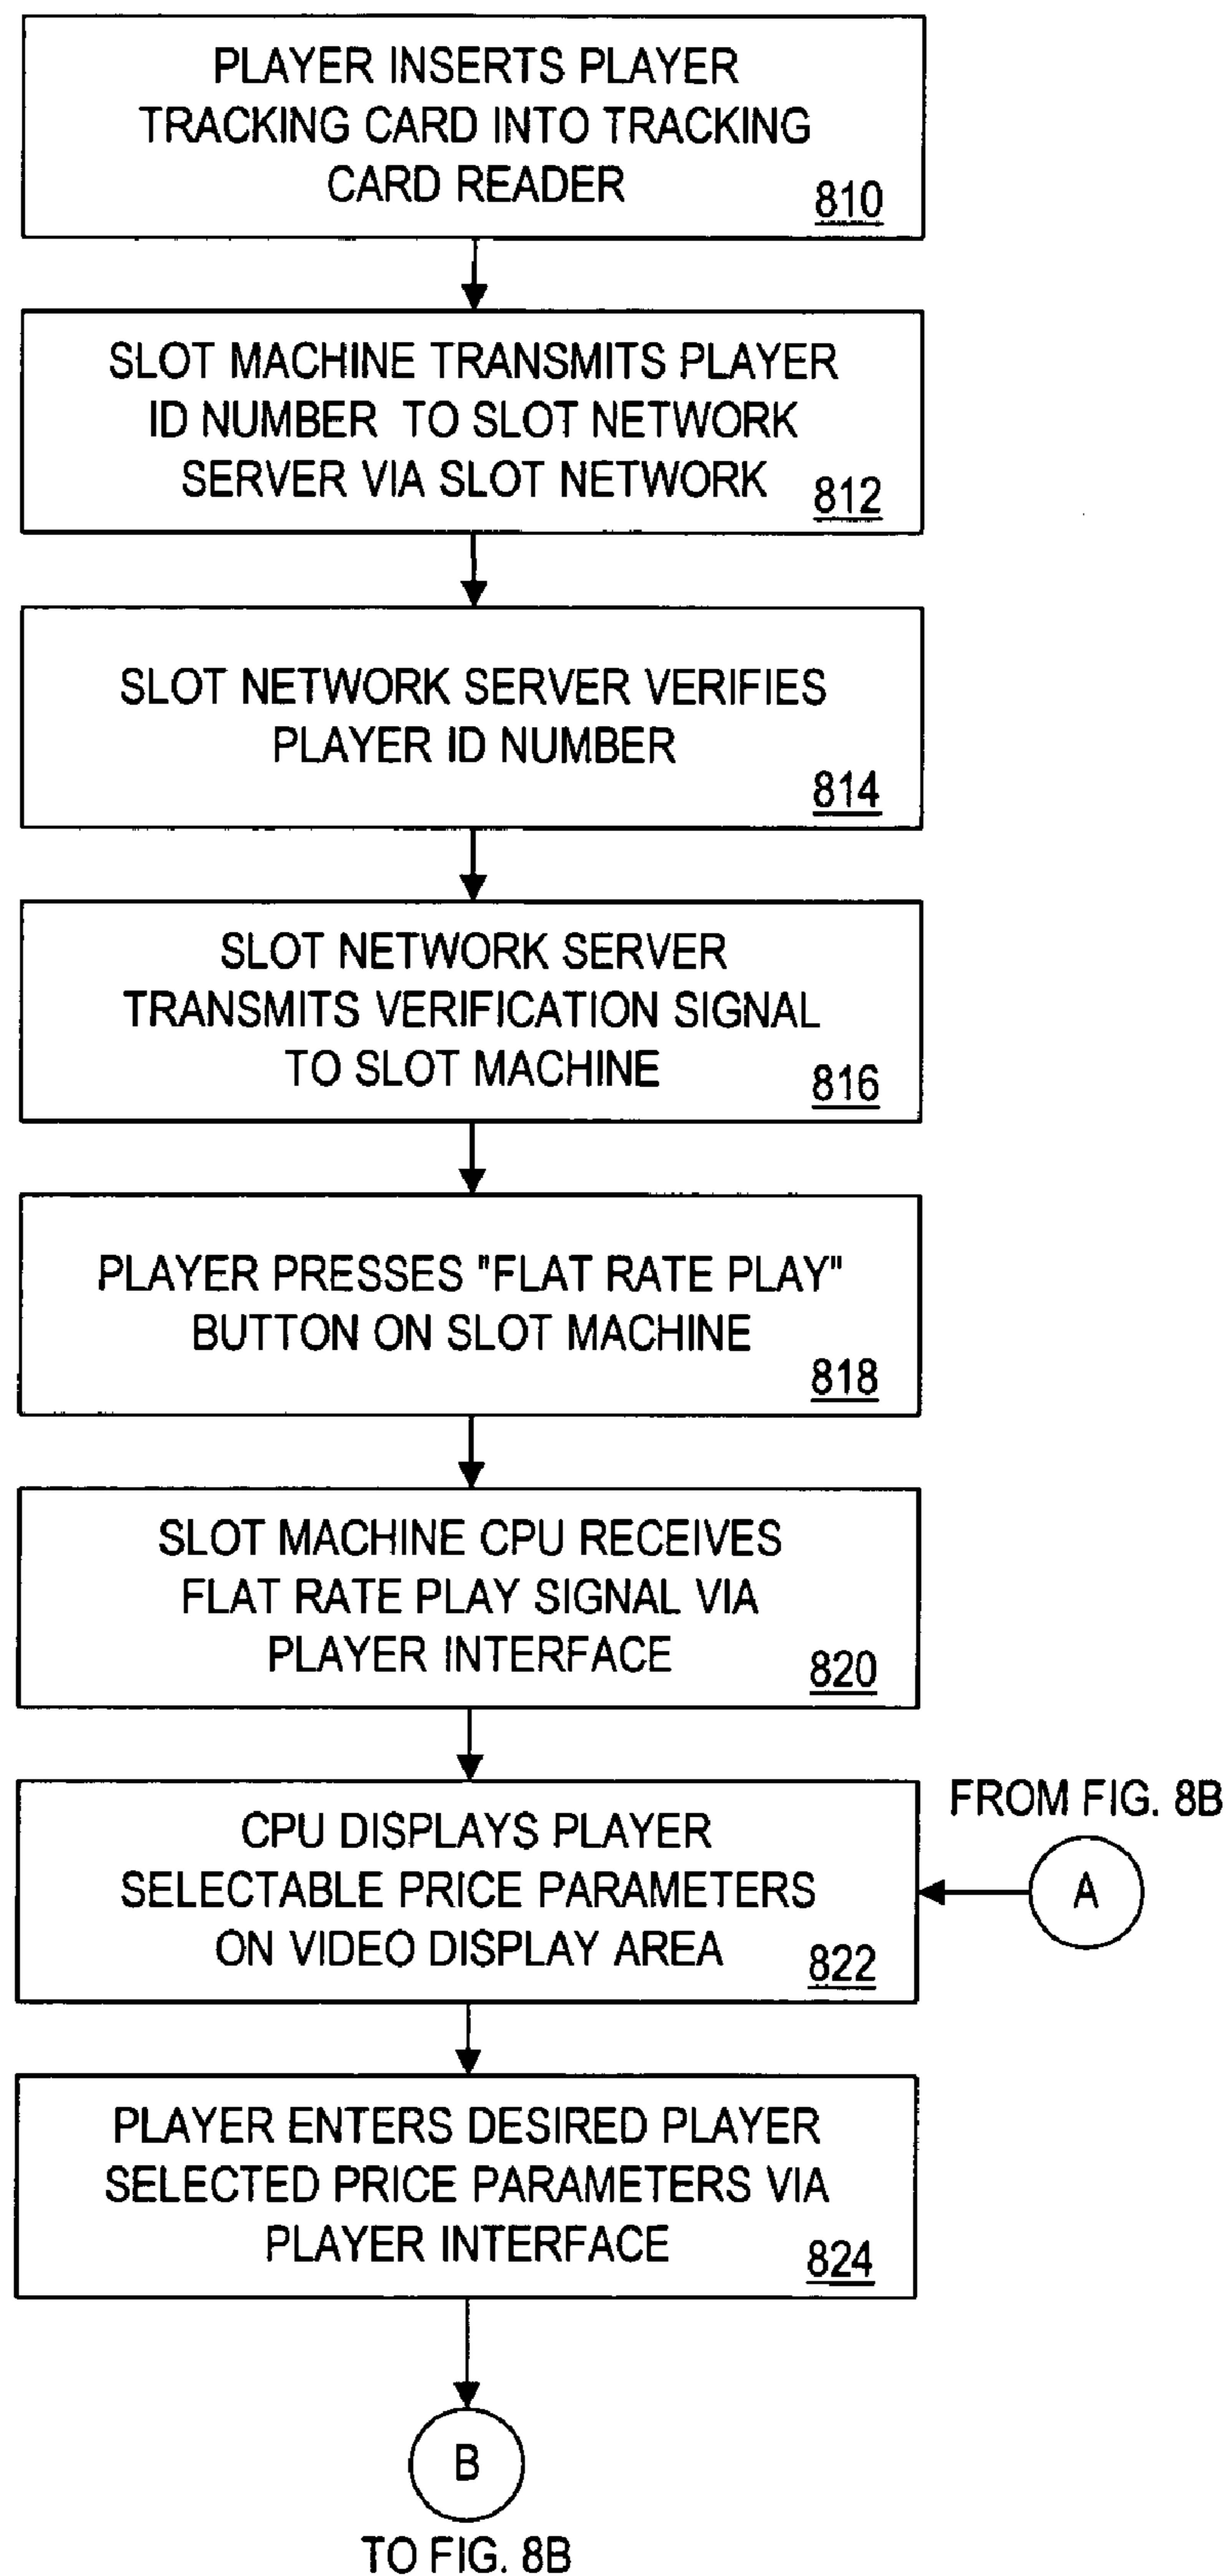 PLAYER INSERTS PLAYER
TRACKING CARD INTO TRACKING
CARD READER
810
SLOT MACHINE TRANSMITS PLAYER
ID NUMBER TO SLOT NETWORK
SERVER VIA SLOT NETWORK
812
SLOT NETWORK SERVER VERIFIES
PLAYER ID NUMBER
814
SLOT NETWORK SERVER
TRANSMITS VERIFICATION SIGNAL
TO SLOT MACHINE
816
PLAYER PRESSES "FLAT RATE PLAY"
BUTTON ON SLOT MACHINE
818
SLOT MACHINE CPU RECEIVES
FLAT RATE PLAY SIGNAL VIA
PLAYER INTERFACE
820
FROM FIG. 8B
CPU DISPLAYS PLAYER
SELECTABLE PRICE PARAMETERS
ON VIDEO DISPLAY AREA
822
A
PLAYER ENTERS DESIRED PLAYER
SELECTED PRICE PARAMETERS VIA
PLAYER INTERFACE
824
B
TO FIG. 8B